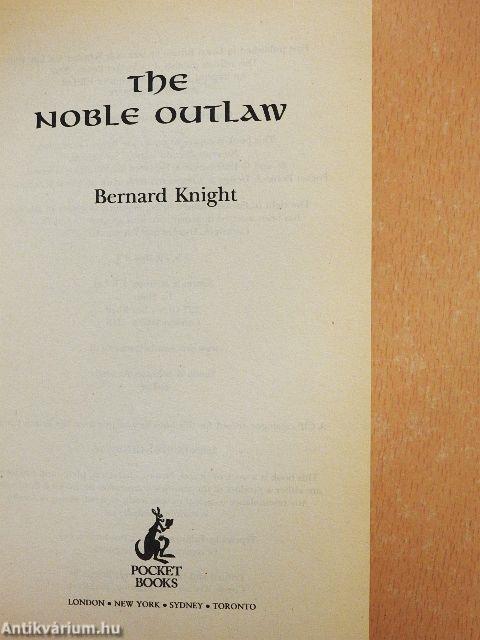 The
Noble Outlaw
Bernard Knight
POCKET
BOOKS
LONDON • NEW YORK • SYDNEY • TORONTO
Antikvárium.hu